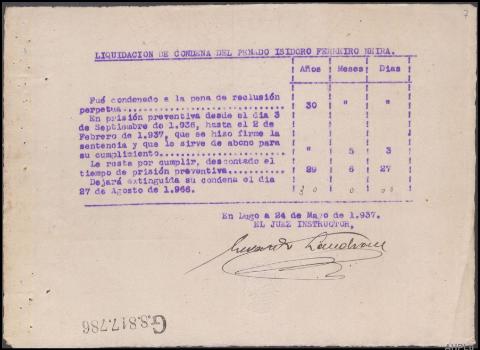 7
LIQUIDACION DE CONDENA DEL PENADO ISIDORO FERREIRO NEIRA.
Años Meses Dias
Fué condenado a la pena de reclusión
perpetua........................ 30 " "
En prisión preventiva desde el dia 3
de Septiembre de 1.936, hasta el 2 de
Febrero de 1.937, que se hizo firme la
sentencia y que le sirve de abono para
su cumplimiento.................. " 5 3
Le resta por cumplir, descontado el
tiempo de prisión preventiva........ 29 6 27
Dejará extinguida su condena el dia
27 de Agosto de 1.966.
En Lugo a 24 de Mayo de 1.937.
EL JUEZ INSTRUCTOR,
G.3.817.786